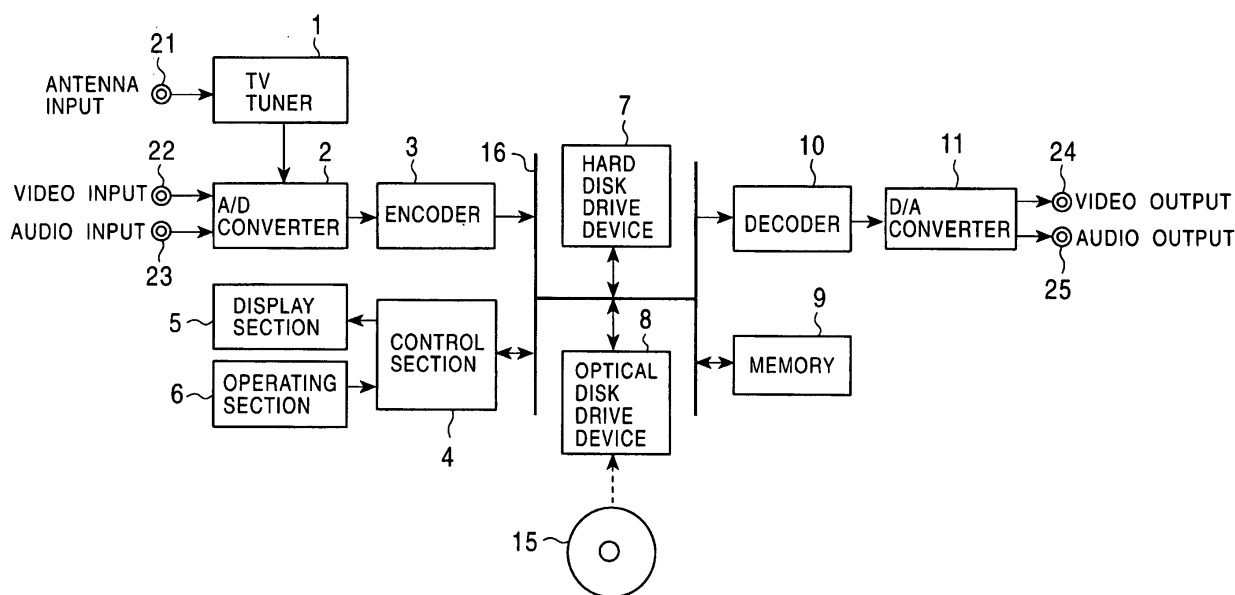 21
1
ANTENNA
INPUT
TV
TUNER
22
2
3
16
7
10
11
24
VIDEO INPUT
A/D
CONVERTER
ENCODER
HARD
DISK
DRIVE
DEVICE
DECODER
D/A
CONVERTER
VIDEO OUTPUT
AUDIO INPUT
AUDIO OUTPUT
23
25
5
DISPLAY
SECTION
CONTROL
SECTION
8
9
6
OPERATING
SECTION
4
OPTICAL
DISK
DRIVE
DEVICE
MEMORY
15